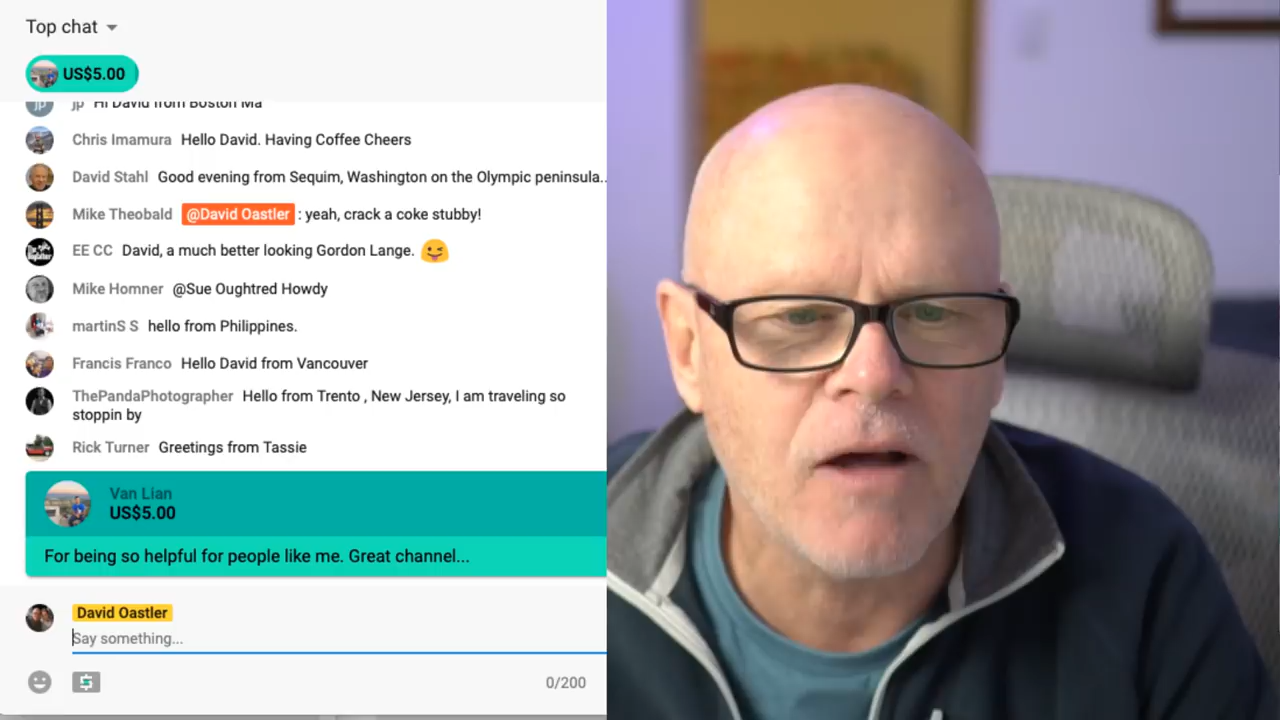 Top chat
US$5.00
jp Hi David from Boston Ma
Chris Imamura Hello David. Having Coffee Cheers
David Stahl Good evening from Sequim, Washington on the Olympic peninsula..
Mike Theobald @David Oastler : yeah, crack a coke stubby!
EE CC David, a much better looking Gordon Lange. 😜
Mike Homner @Sue Oughtred Howdy
martinS S hello from Philippines.
Francis Franco Hello David from Vancouver
ThePandaPhotographer Hello from Trento , New Jersey, I am traveling so
stoppin by
Rick Turner Greetings from Tassie
Van Lian
US$5.00
For being so helpful for people like me. Great channel...
David Oastler
Say something...
0/200